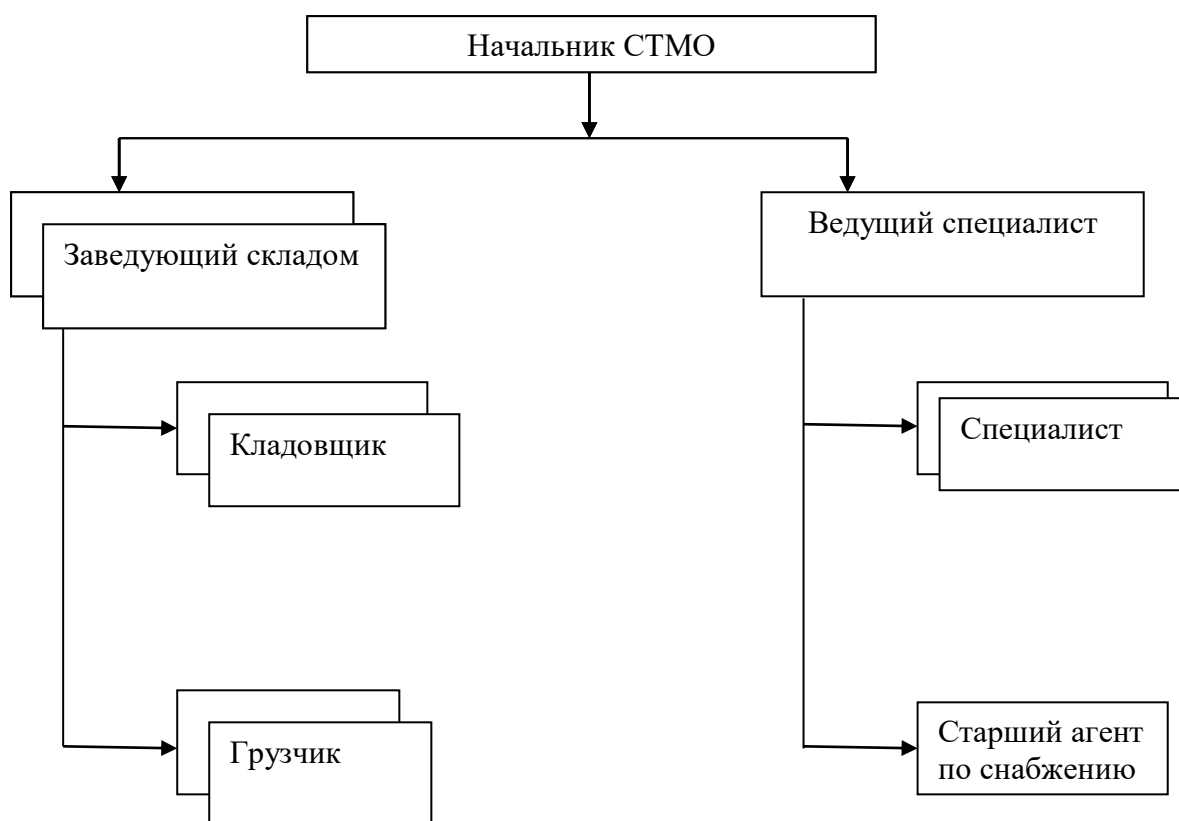 Начальник СТМО
Заведующий складом
Ведущий специалист
Кладовщик
Специалист
Грузчик
Старший агент
по снабжению